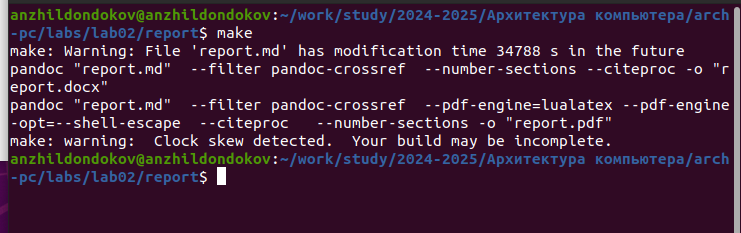 anzhildondokov@anzhildondokov:~/work/study/2024-2025/Архитектура компьютера/arch
-pc/labs/lab02/report$ make
make: Warning: File 'report.md' has modification time 34788 s in the future
pandoc "report.md"  --filter pandoc-crossref  --number-sections --citeproc -o "r
eport.docx"
pandoc "report.md"  --filter pandoc-crossref  --pdf-engine=lualatex --pdf-engine
-opt=--shell-escape  --citeproc   --number-sections -o "report.pdf"
make: warning:  Clock skew detected.  Your build may be incomplete.
anzhildondokov@anzhildondokov:~/work/study/2024-2025/Архитектура компьютера/arch
-pc/labs/lab02/report$